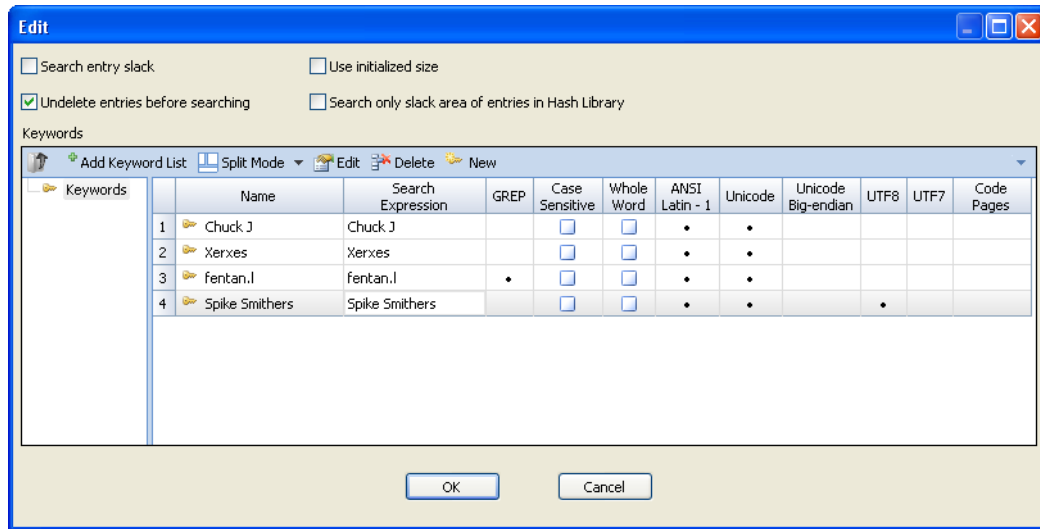 Edit
Search entry slack Use initialized size
Undelete entries before searching Search only slack area of entries in Hash Library
Keywords
Add Keyword List Split Mode Edit Delete New
Keywords
Name Search Expression GREP Case Sensitive Whole Word ANSI Latin - 1 Unicode Unicode Big-endian UTF8 UTF7 Code Pages
1 Chuck J Chuck J • •
2 Xerxes Xerxes • •
3 fentan.l fentan.l • • •
4 Spike Smithers Spike Smithers • • •
OK Cancel